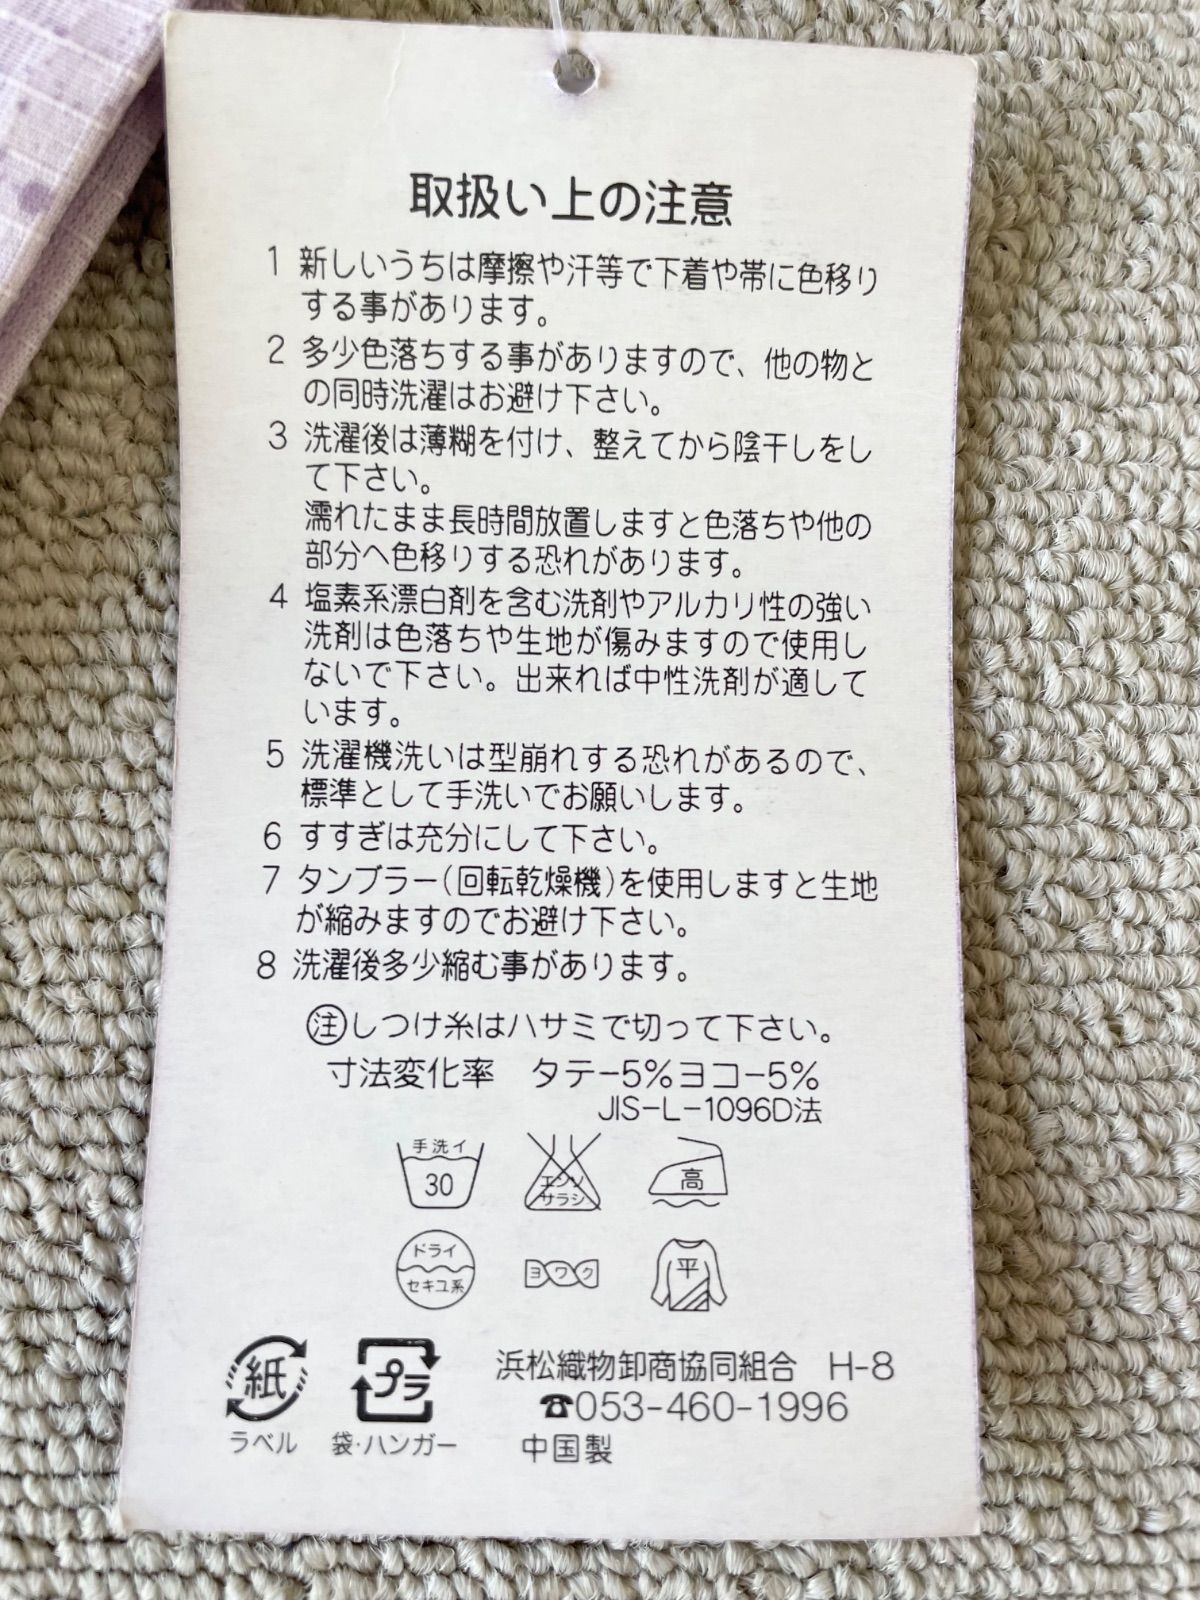 取扱い上の注意
1 新しいうちは摩擦や汗等で下着や帯に色移り
する事があります。
2 多少色落ちする事がありますので、他の物と
の同時洗濯はお避け下さい。
3 洗濯後は薄糊を付け、整えてから陰干しをし
て下さい。
濡れたまま長時間放置しますと色落ちや他の
部分へ色移りする恐れがあります。
4 塩素系漂白剤を含む洗剤やアルカリ性の強い
洗剤は色落ちや生地が傷みますので使用し
ないで下さい。出来れば中性洗剤が適して
います。
5 洗濯機洗いは型崩れする恐れがあるので、
標準として手洗いでお願いします。
6 すすぎは充分にして下さい。
7 タンブラー(回転乾燥機)を使用しますと生地
が縮みますのでお避け下さい。
8 洗濯後多少縮む事があります。
㊟しつけ糸はハサミで切って下さい。
寸法変化率 タテ−5%ヨコ−5%
JIS-L-1096D法
手洗イ
30
エンソ
サラシ
高
ドライ
セキユ系
ヨワク
平
紙
ラベル
プラ
袋・ハンガー
浜松織物卸商協同組合 H-8
☎053-460-1996
中国製